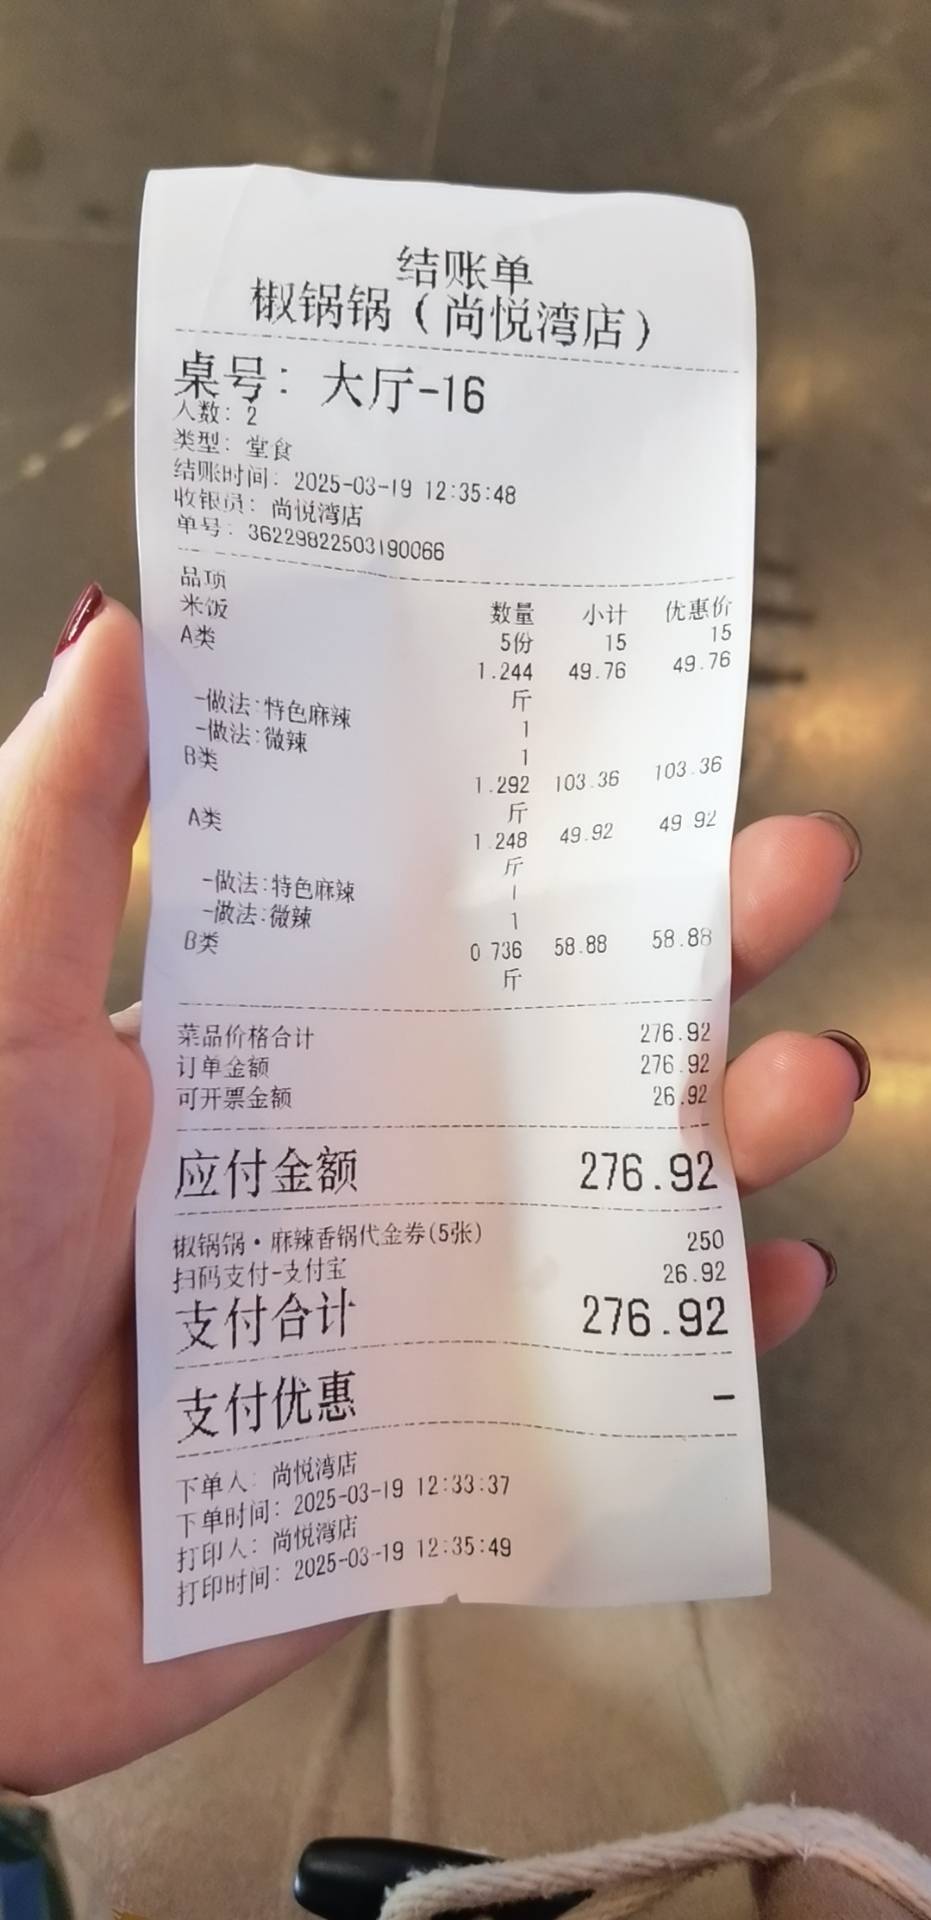 结账单
椒锅锅（尚悦湾店）
桌号：大厅-16
人数：2
类型：堂食
结账时间：2025-03-19 12:35:48
收银员：尚悦湾店
单号：36229822503190066
品项 数量 小计 优惠价
米饭 5份 15 15
A类 1.244 49.76 49.76
斤
-做法:特色麻辣 1
-做法:微辣 1
B类 1.292 103.36 103.36
斤
A类 1.248 49.92 49.92
斤
-做法:特色麻辣 1
-做法:微辣 1
B类 0.736 58.88 58.88
斤
菜品价格合计 276.92
订单金额 276.92
可开票金额 26.92
应付金额 276.92
椒锅锅·麻辣香锅代金券(5张) 250
扫码支付-支付宝 26.92
支付合计 276.92
支付优惠 -
下单人：尚悦湾店
下单时间：2025-03-19 12:33:37
打印人：尚悦湾店
打印时间：2025-03-19 12:35:49